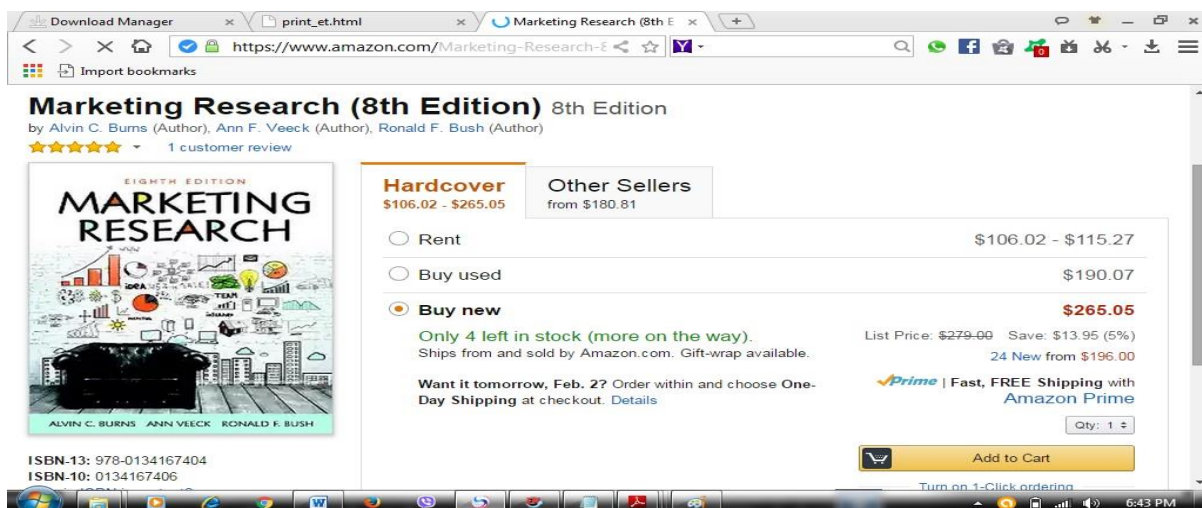 Download Manager
print_et.html
Marketing Research (8th E
https://www.amazon.com/Marketing-Research-8
Import bookmarks
Marketing Research (8th Edition) 8th Edition
by Alvin C. Burns (Author), Ann F. Veeck (Author), Ronald F. Bush (Author)
1 customer review
EIGHTH EDITION
MARKETING
RESEARCH
IDEA
TEAM
ALVIN C. BURNS ANN VEECK RONALD F. BUSH
ISBN-13: 978-0134167404
ISBN-10: 0134167406
Hardcover
$106.02 - $265.05
Other Sellers
from $180.81
Rent $106.02 - $115.27
Buy used $190.07
Buy new $265.05
Only 4 left in stock (more on the way).
Ships from and sold by Amazon.com. Gift-wrap available.
Want it tomorrow, Feb. 2? Order within and choose One-
Day Shipping at checkout. Details
List Price: $279.00 Save: $13.95 (5%)
24 New from $196.00
Prime | Fast, FREE Shipping with
Amazon Prime
Qty: 1
Add to Cart
Turn on 1-Click ordering
6:43 PM